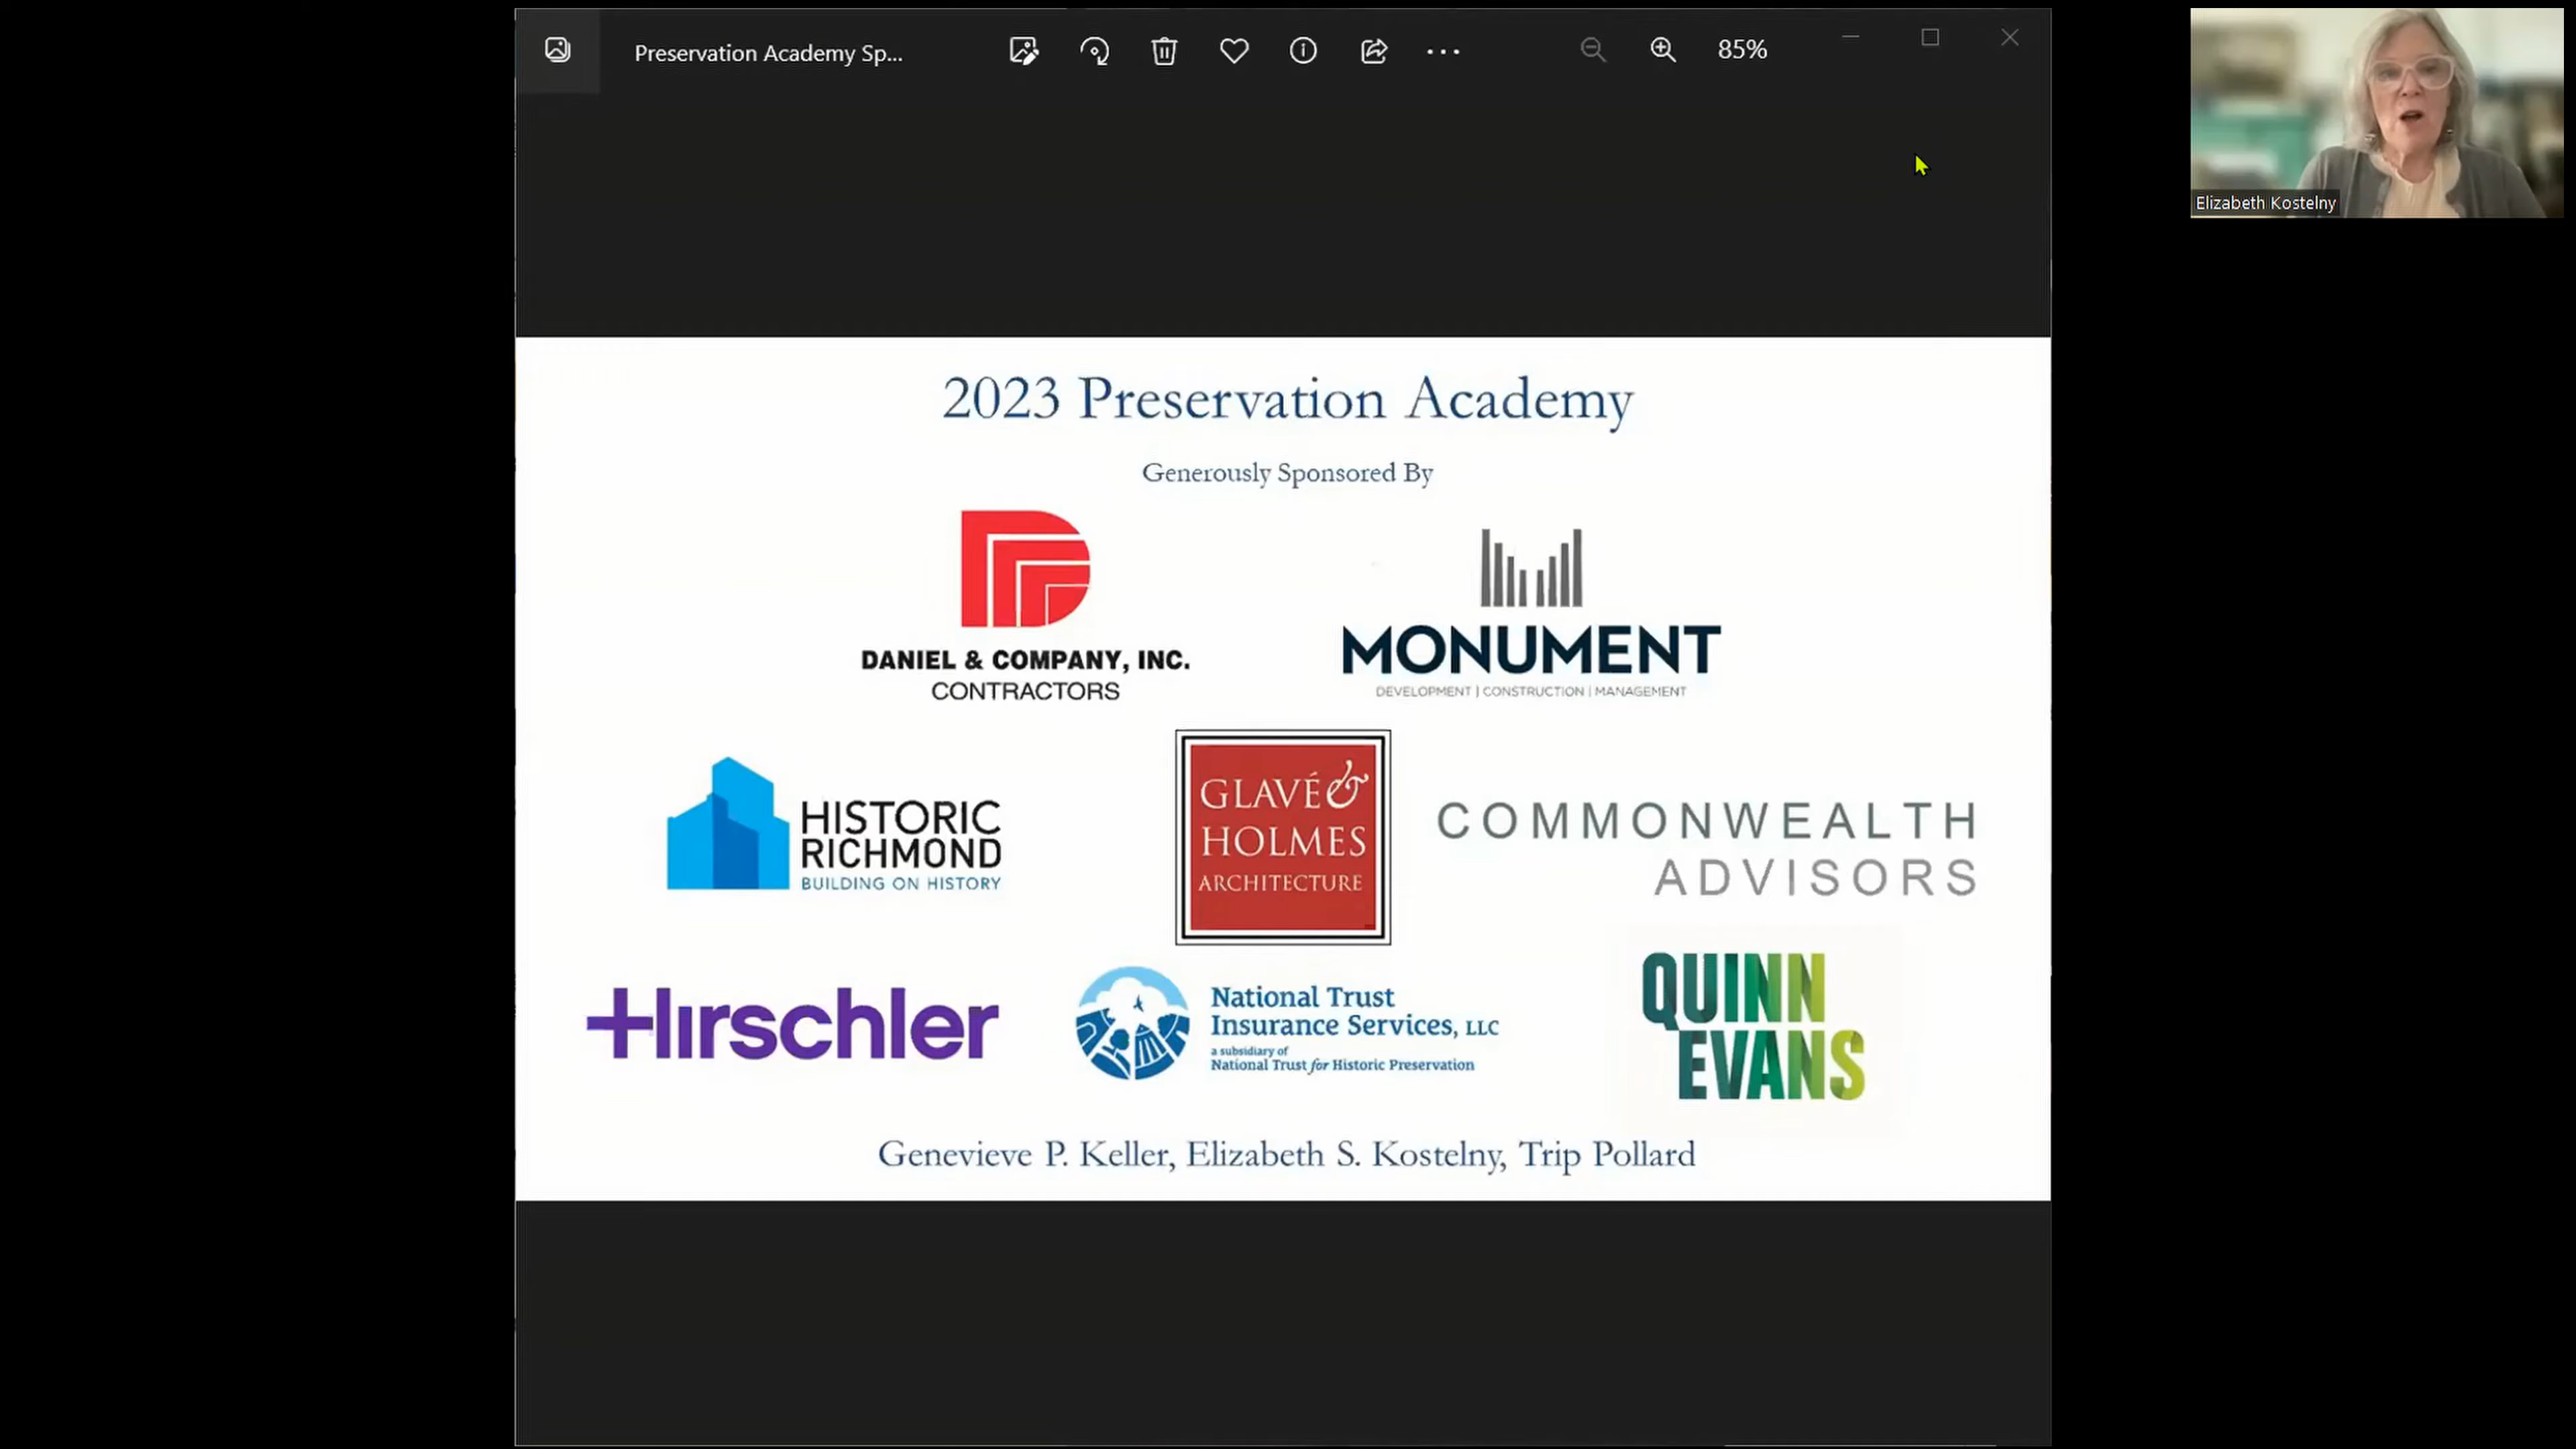 Preservation Academy Sp...
85%
Elizabeth Kostelny
2023 Preservation Academy
Generously Sponsored By
DANIEL & COMPANY, INC.
CONTRACTORS
MONUMENT
DEVELOPMENT | CONSTRUCTION | MANAGEMENT
HISTORIC
RICHMOND
BUILDING ON HISTORY
GLAVÉ &
HOLMES
ARCHITECTURE
COMMONWEALTH
ADVISORS
Hirschler
National Trust
Insurance Services, LLC
a subsidiary of
National Trust for Historic Preservation
QUINN
EVANS
Genevieve P. Keller, Elizabeth S. Kostelny, Trip Pollard